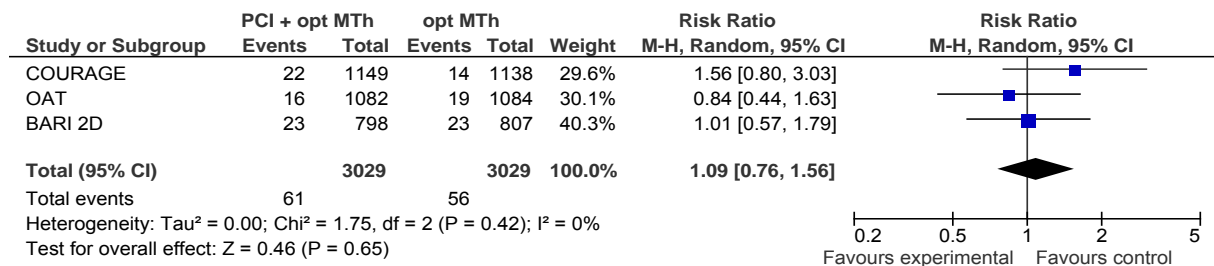 PCI + opt MTh opt MTh Risk Ratio Risk Ratio
Study or Subgroup Events Total Events Total Weight M-H, Random, 95% CI M-H, Random, 95% CI
COURAGE 22 1149 14 1138 29.6% 1.56 [0.80, 3.03]
OAT 16 1082 19 1084 30.1% 0.84 [0.44, 1.63]
BARI 2D 23 798 23 807 40.3% 1.01 [0.57, 1.79]
Total (95% CI) 3029 3029 100.0% 1.09 [0.76, 1.56]
Total events 61 56
Heterogeneity: Tau² = 0.00; Chi² = 1.75, df = 2 (P = 0.42); I² = 0%
Test for overall effect: Z = 0.46 (P = 0.65)
0.2 0.5 1 2 5
Favours experimental Favours control